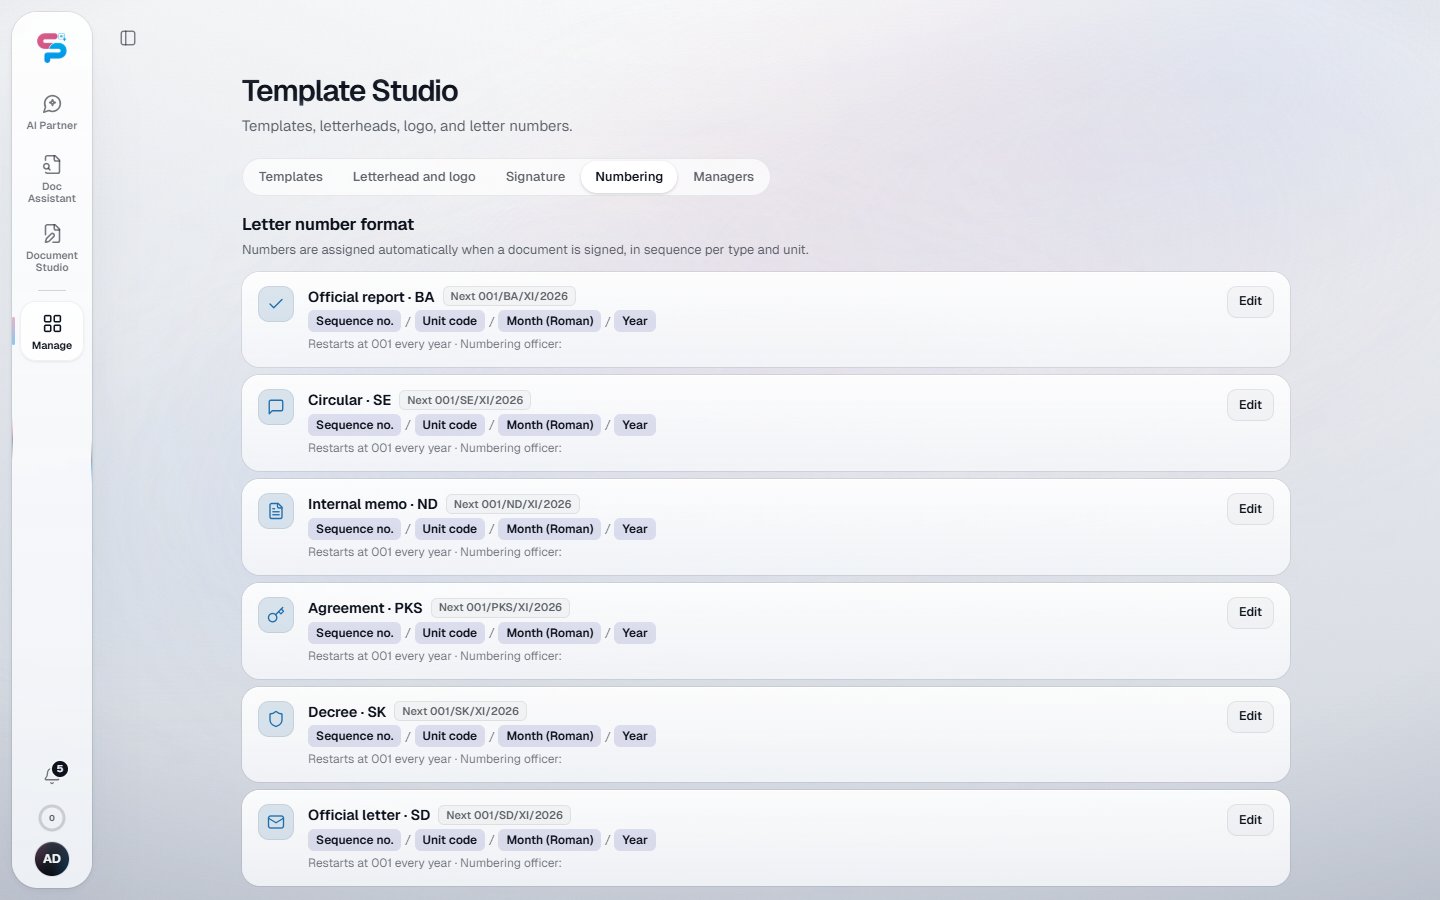 AI Partner
Doc
Assistant
Document
Studio
Manage
5
0
AD
Template Studio
Templates, letterheads, logo, and letter numbers.
Templates
Letterhead and logo
Signature
Numbering
Managers
Letter number format
Numbers are assigned automatically when a document is signed, in sequence per type and unit.
Official report · BA Next 001/BA/XI/2026
Edit
Sequence no. / Unit code / Month (Roman) / Year
Restarts at 001 every year · Numbering officer:
Circular · SE Next 001/SE/XI/2026
Edit
Sequence no. / Unit code / Month (Roman) / Year
Restarts at 001 every year · Numbering officer:
Internal memo · ND Next 001/ND/XI/2026
Edit
Sequence no. / Unit code / Month (Roman) / Year
Restarts at 001 every year · Numbering officer:
Agreement · PKS Next 001/PKS/XI/2026
Edit
Sequence no. / Unit code / Month (Roman) / Year
Restarts at 001 every year · Numbering officer:
Decree · SK Next 001/SK/XI/2026
Edit
Sequence no. / Unit code / Month (Roman) / Year
Restarts at 001 every year · Numbering officer:
Official letter · SD Next 001/SD/XI/2026
Edit
Sequence no. / Unit code / Month (Roman) / Year
Restarts at 001 every year · Numbering officer: